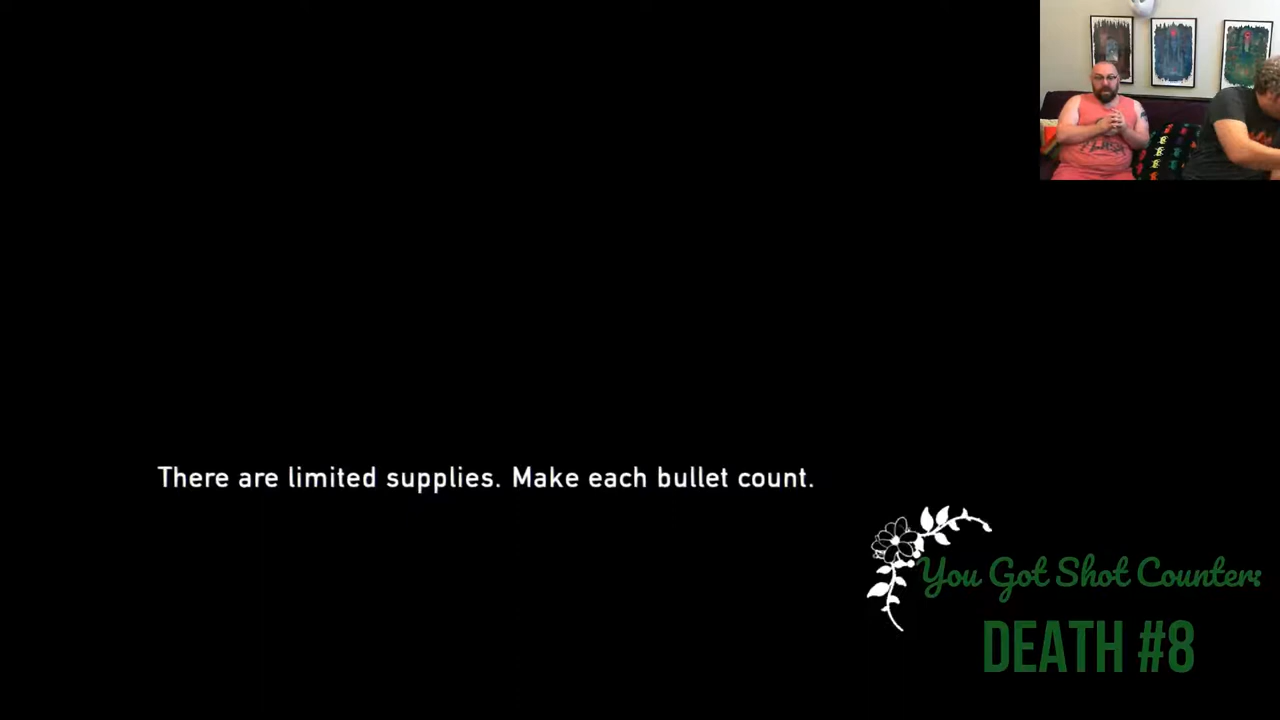 There are limited supplies. Make each bullet count.
You Got Shot Counter:
DEATH #8